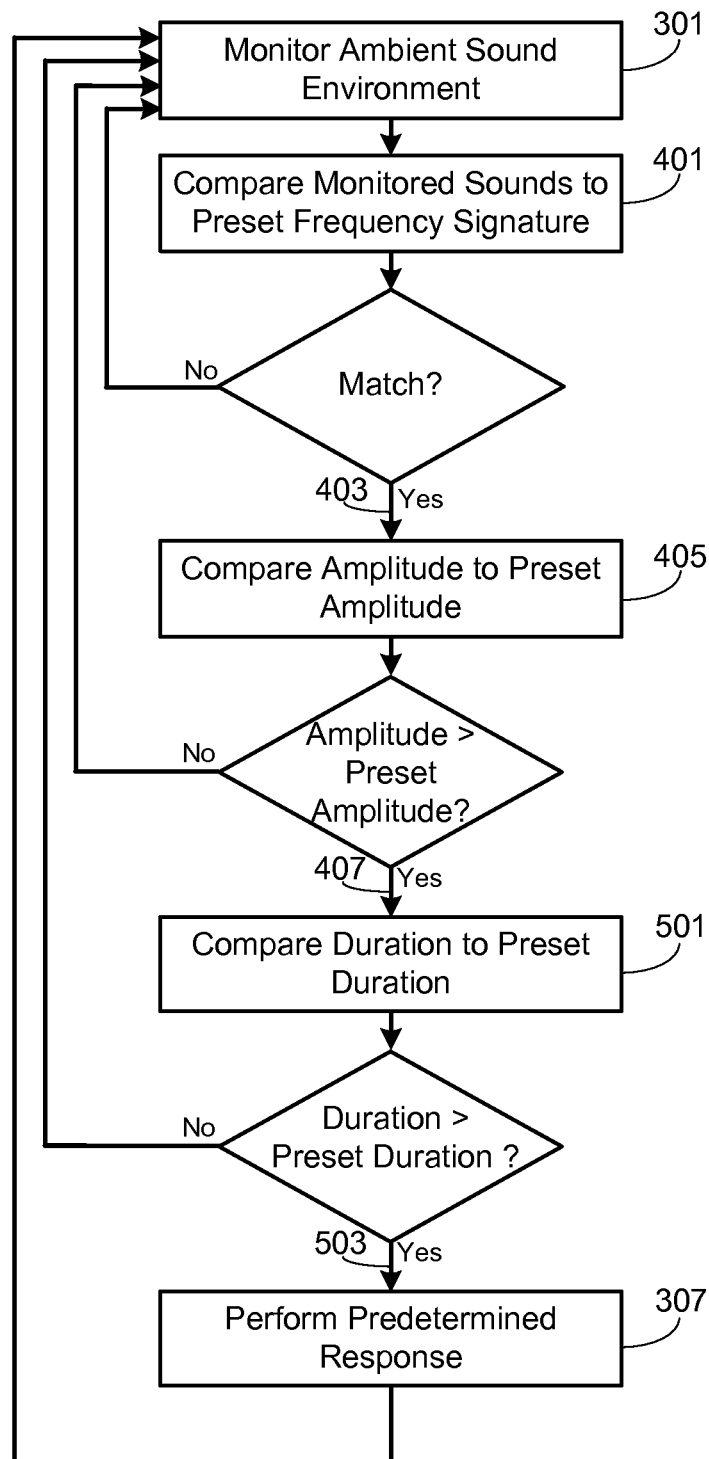 Monitor Ambient Sound
Environment
301
Compare Monitored Sounds to
Preset Frequency Signature
401
No
Match?
403
Yes
Compare Amplitude to Preset
Amplitude
405
No
Amplitude >
Preset
Amplitude?
407
Yes
Compare Duration to Preset
Duration
501
No
Duration >
Preset Duration ?
503
Yes
Perform Predetermined
Response
307